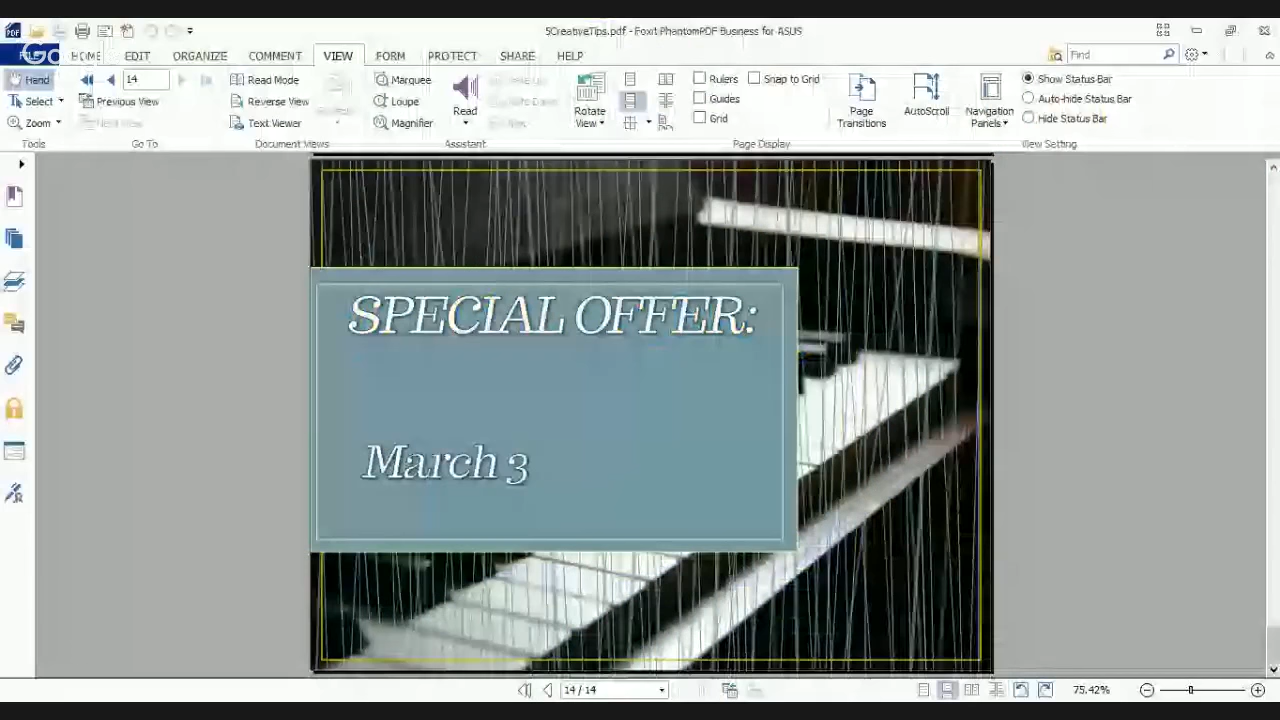 5CreativeTips.pdf - Foxit PhantomPDF Business for ASUS
Go
HOME EDIT ORGANIZE COMMENT VIEW FORM PROTECT SHARE HELP
Find
Hand
14
Read Mode
Marquee
Rulers
Snap to Grid
Show Status Bar
Select
Previous View
Reverse View
Loupe
Read
Rotate View
Guides
Page Transitions
AutoScroll
Navigation Panels
Auto-hide Status Bar
Zoom
Text Viewer
Magnifier
Grid
Hide Status Bar
Tools
Go To
Document Views
Assistant
Page Display
View Setting
SPECIAL OFFER:
March 3
14 / 14
75.42%